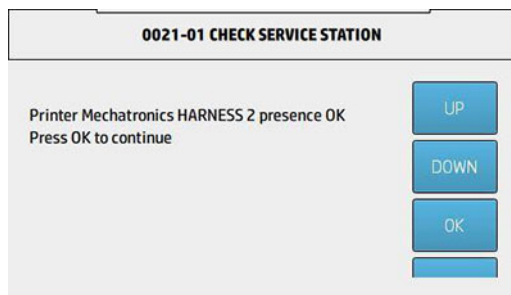 0021-01 CHECK SERVICE STATION
Printer Mechatronics HARNESS 2 presence OK
Press OK to continue
UP
DOWN
OK